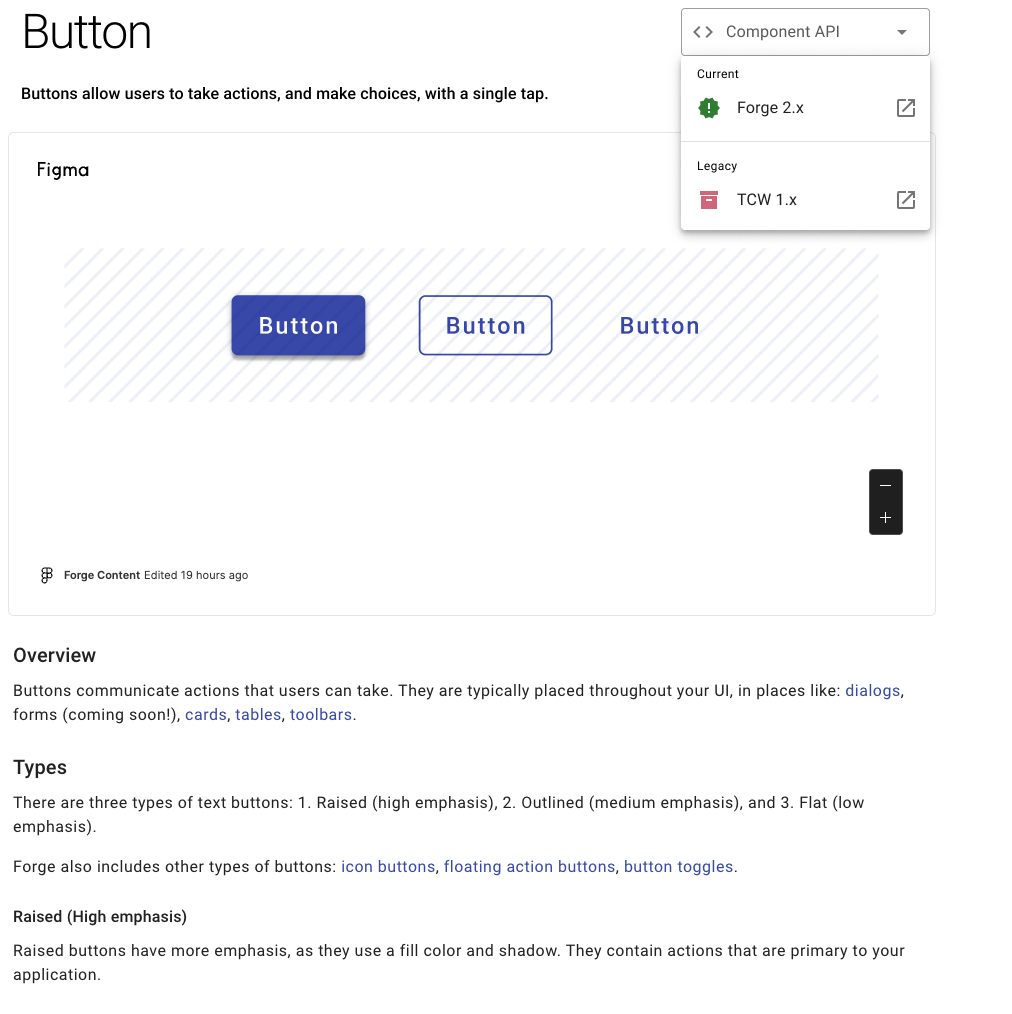 Button
Component API
Buttons allow users to take actions, and make choices, with a single tap.
Current
Forge 2.x
Legacy
TCW 1.x
Figma
Button
Button
Button
Forge Content Edited 19 hours ago
Overview
Buttons communicate actions that users can take. They are typically placed throughout your UI, in places like: dialogs,
forms (coming soon!), cards, tables, toolbars.
Types
There are three types of text buttons: 1. Raised (high emphasis), 2. Outlined (medium emphasis), and 3. Flat (low
emphasis).
Forge also includes other types of buttons: icon buttons, floating action buttons, button toggles.
Raised (High emphasis)
Raised buttons have more emphasis, as they use a fill color and shadow. They contain actions that are primary to your
application.